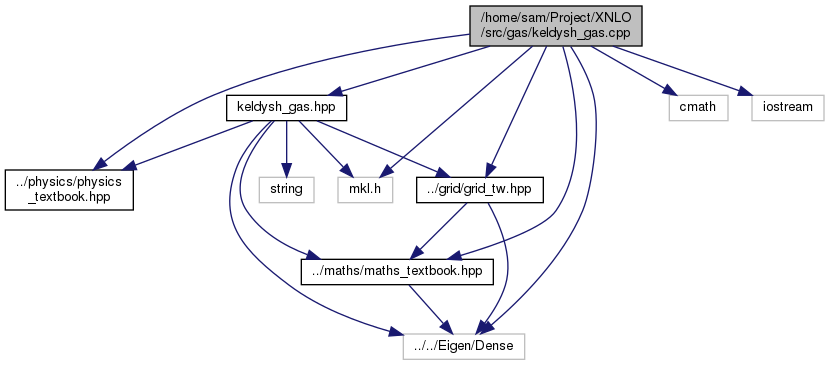 /home/sam/Project/XNLO
/src/gas/keldysh_gas.cpp
keldysh_gas.hpp
cmath
iostream
../physics/physics
_textbook.hpp
string
mkl.h
../grid/grid_tw.hpp
../maths/maths_textbook.hpp
../../Eigen/Dense